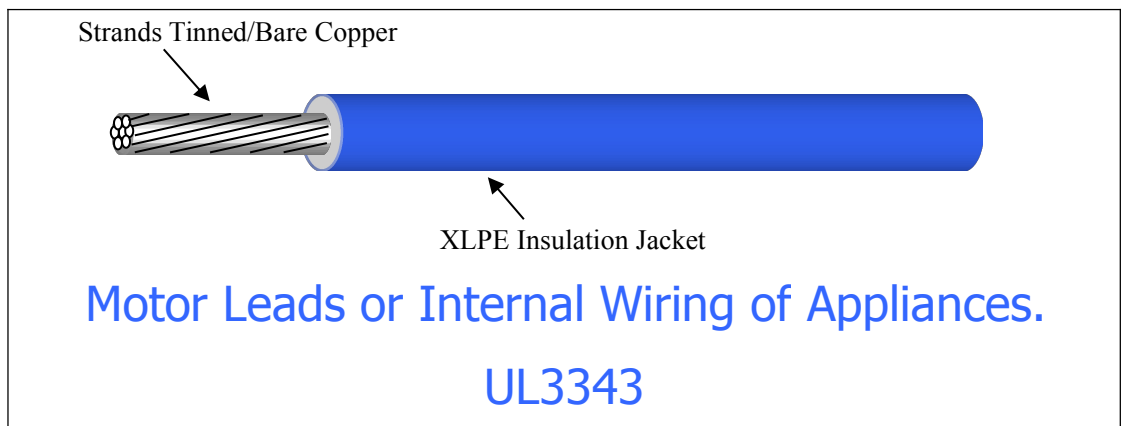 Strands Tinned/Bare Copper
XLPE Insulation Jacket
Motor Leads or Internal Wiring of Appliances.
UL3343